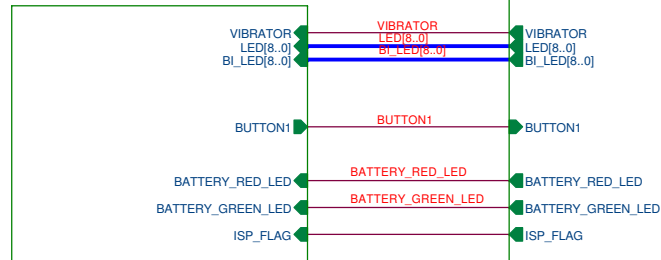 VIBRATOR VIBRATOR VIBRATOR
LED[8..0] LED[8..0] LED[8..0]
BI_LED[8..0] BI_LED[8..0] BI_LED[8..0]
BUTTON1 BUTTON1 BUTTON1
BATTERY_RED_LED BATTERY_RED_LED BATTERY_RED_LED
BATTERY_GREEN_LED BATTERY_GREEN_LED BATTERY_GREEN_LED
ISP_FLAG ISP_FLAG